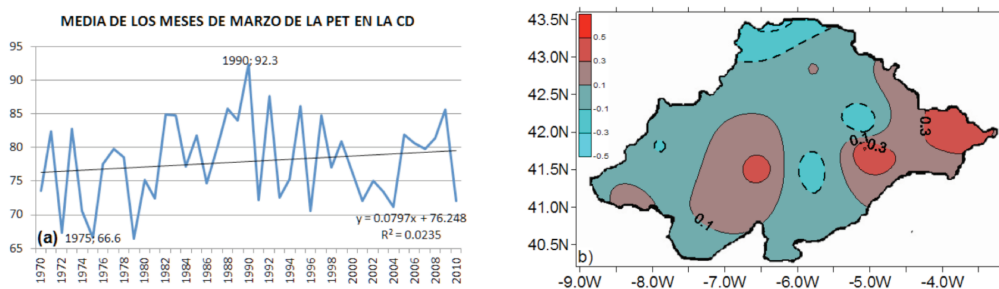 MEDIA DE LOS MESES DE MARZO DE LA PET EN LA CD
95
90
85
80
75
70
65
1990; 92.3
1975; 66.6
(a)
y = 0.0797x + 76.248
R² = 0.0235
1970
1972
1974
1976
1978
1980
1982
1984
1986
1988
1990
1992
1994
1996
1998
2000
2002
2004
2006
2008
2010
43.5N
43.0N
42.5N
42.0N
41.5N
41.0N
40.5N
0.5
0.3
0.1
-0.1
-0.3
-0.5
0.3
0.1
0.3
0.1
b)
-9.0W
-8.0W
-7.0W
-6.0W
-5.0W
-4.0W